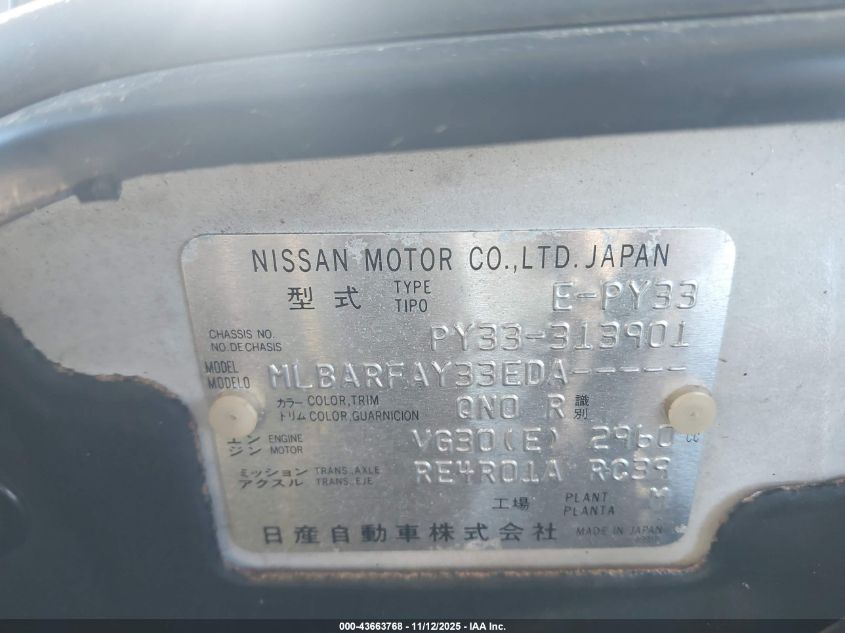 NISSAN MOTOR CO.,LTD. JAPAN
型式 TYPE TIPO E-PY33
CHASSIS NO. NO.DE CHASIS PY33-313901
MODEL MODELO MLBARFAY33EDA-----
カラー COLOR,TRIM トリム COLOR,GUARNICION QN0 R 識別
エンジン ENGINE MOTOR VG30(E) 2960 cc
ミッション TRANS.,AXLE アクスル TRANS.,EJE RE4R01A RC39
工場 PLANT PLANTA M
日産自動車株式会社 MADE IN JAPAN
000-43663768 - 11/12/2025 - IAA Inc.